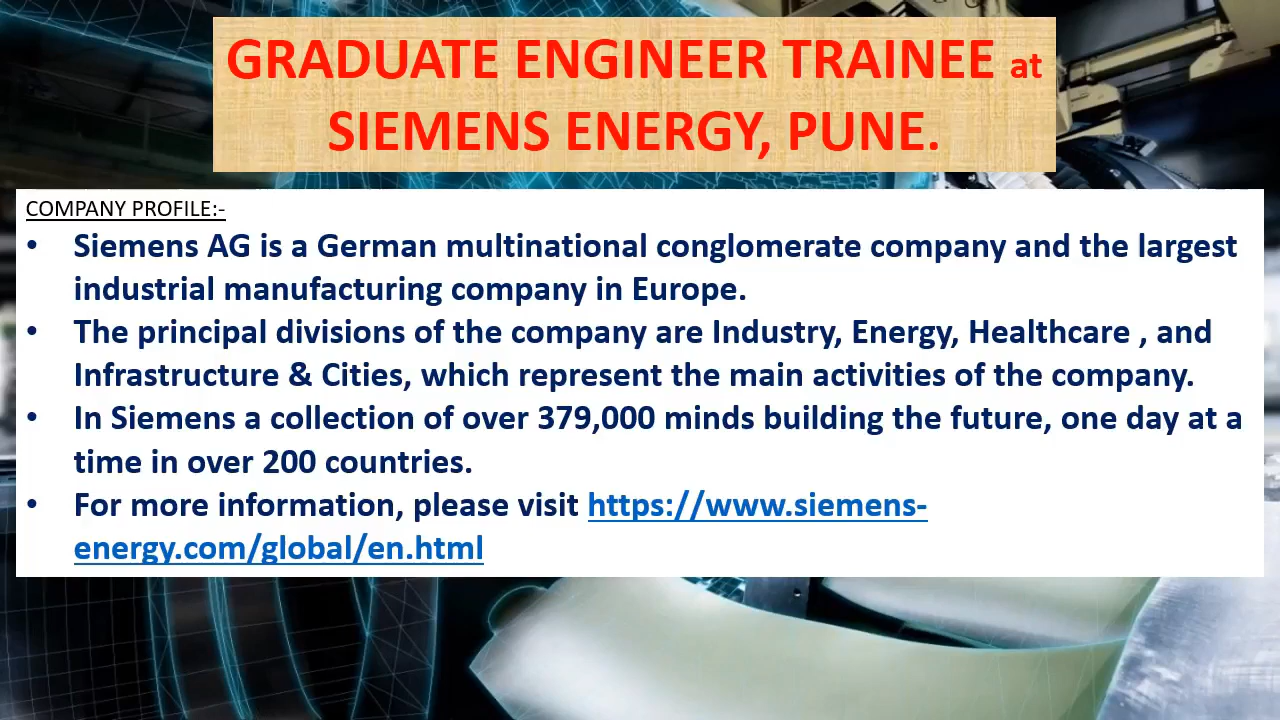 GRADUATE ENGINEER TRAINEE at
SIEMENS ENERGY, PUNE.
COMPANY PROFILE:-
• Siemens AG is a German multinational conglomerate company and the largest
industrial manufacturing company in Europe.
• The principal divisions of the company are Industry, Energy, Healthcare , and
Infrastructure & Cities, which represent the main activities of the company.
• In Siemens a collection of over 379,000 minds building the future, one day at a
time in over 200 countries.
• For more information, please visit https://www.siemens-
energy.com/global/en.html